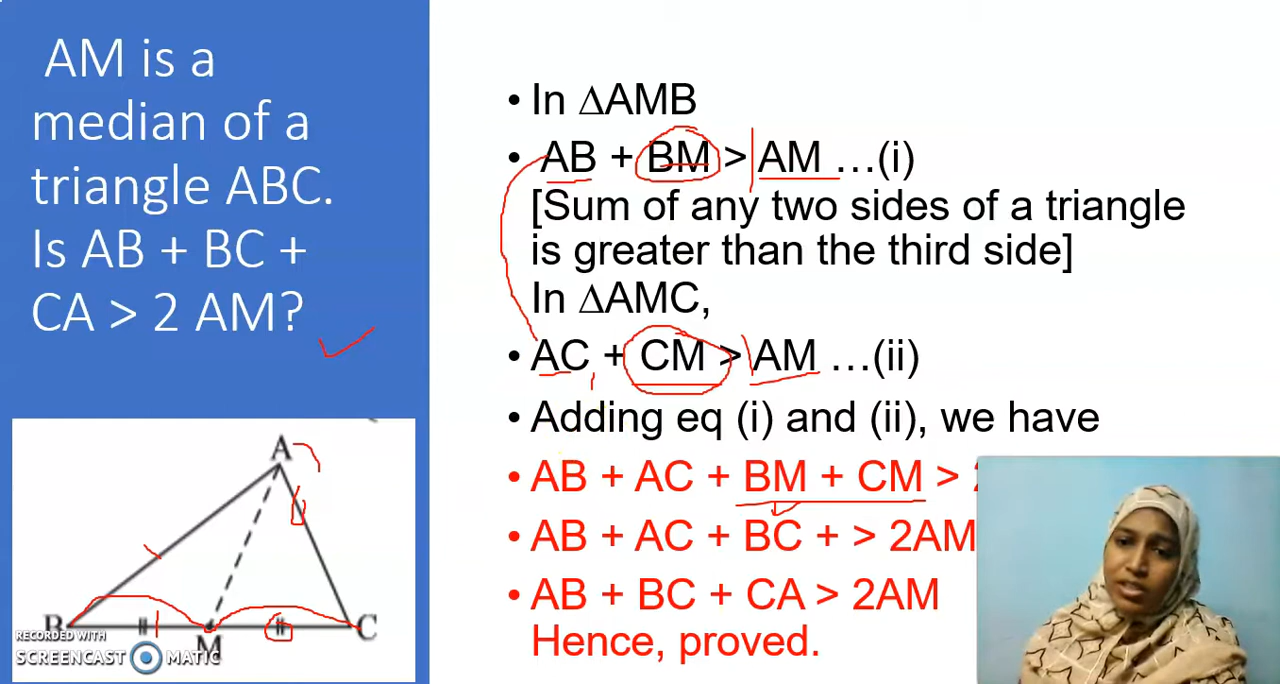 AM is a
median of a
triangle ABC.
Is AB + BC +
CA > 2 AM?
• In ∆AMB
• AB + BM > AM …(i)
[Sum of any two sides of a triangle
is greater than the third side]
In ∆AMC,
• AC + CM > AM …(ii)
• Adding eq (i) and (ii), we have
• AB + AC + BM + CM >
• AB + AC + BC + > 2AM
• AB + BC + CA > 2AM
Hence, proved.
A
B
M
C
RECORDED WITH
SCREENCAST MATIC